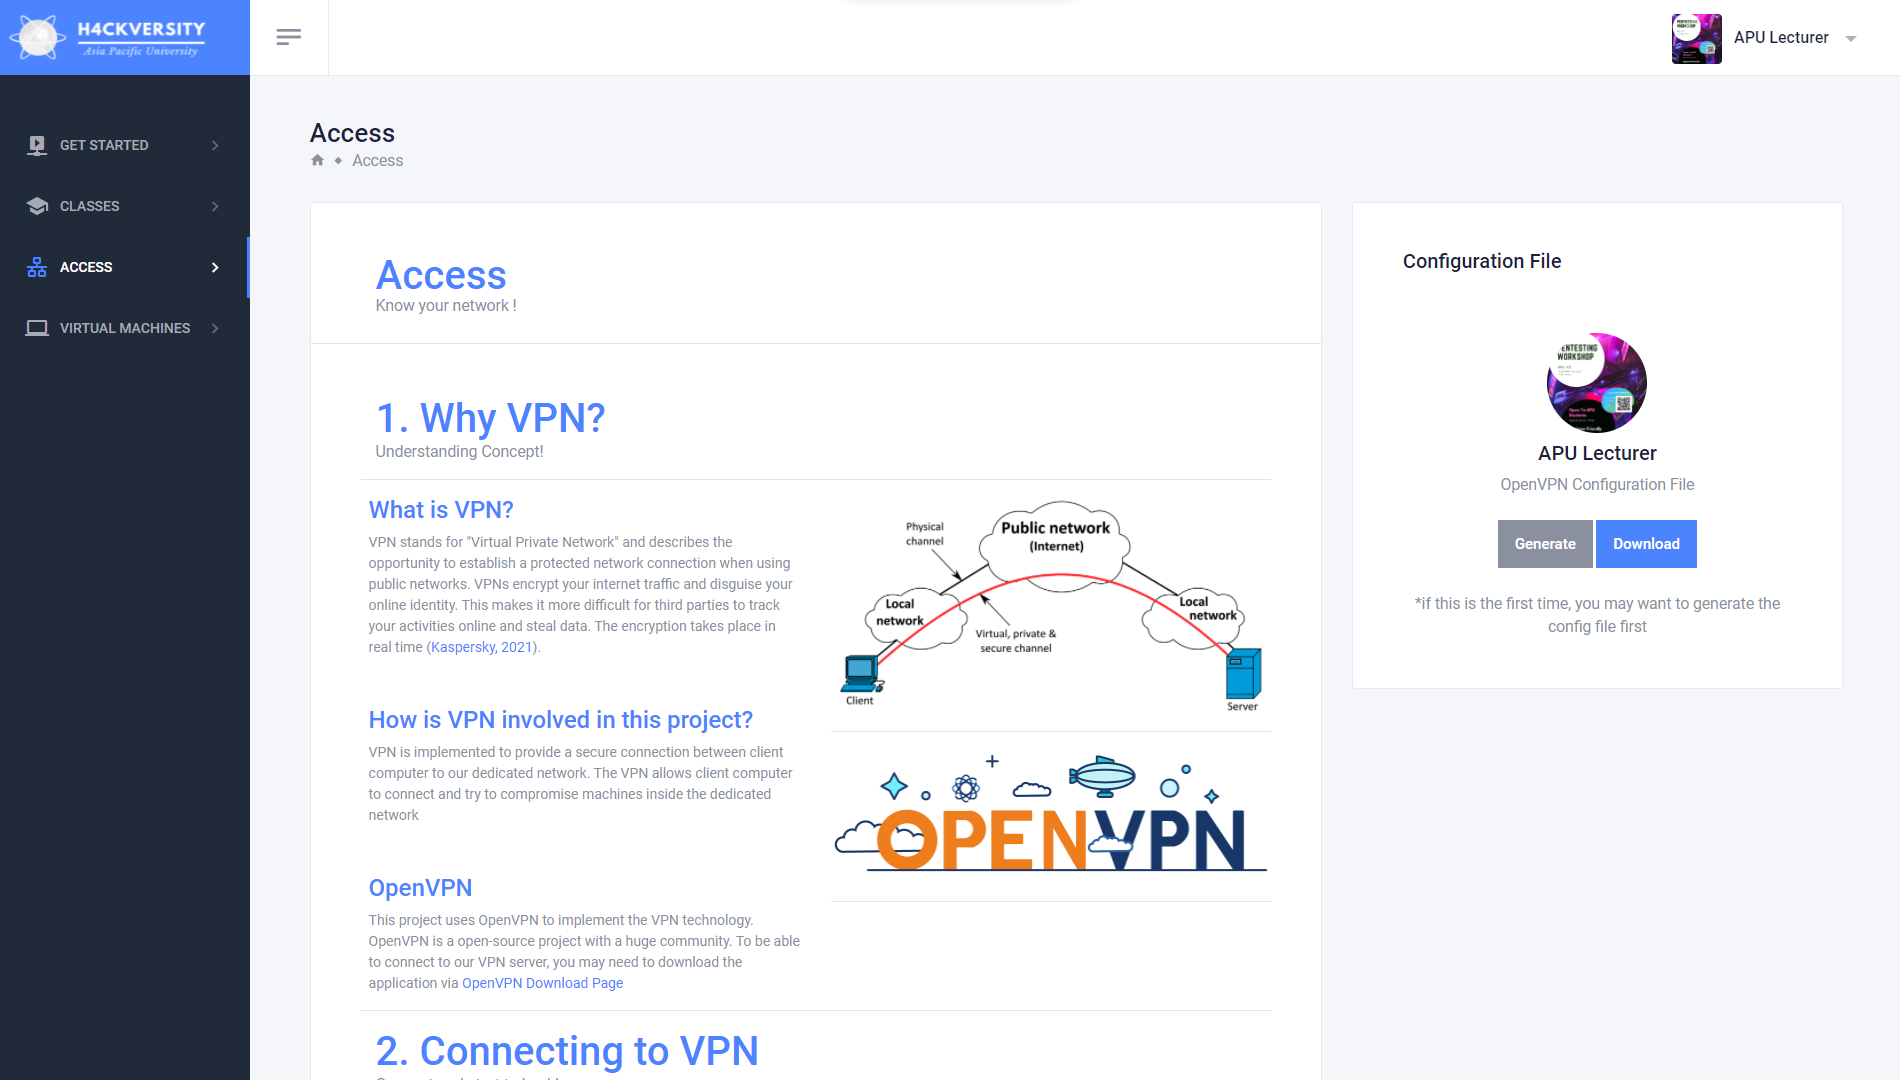 H4CKVERSITY
Asia Pacific University
APU Lecturer
GET STARTED
CLASSES
ACCESS
VIRTUAL MACHINES
Access
Access
Access
Know your network !
1. Why VPN?
Understanding Concept!
What is VPN?
VPN stands for "Virtual Private Network" and describes the
opportunity to establish a protected network connection when using
public networks. VPNs encrypt your internet traffic and disguise your
online identity. This makes it more difficult for third parties to track
your activities online and steal data. The encryption takes place in
real time (Kaspersky, 2021).
Physical
channel
Public network
(Internet)
Local
network
Local
network
Virtual, private &
secure channel
Client
Server
How is VPN involved in this project?
VPN is implemented to provide a secure connection between client
computer to our dedicated network. The VPN allows client computer
to connect and try to compromise machines inside the dedicated
network
OPENVPN
OpenVPN
This project uses OpenVPN to implement the VPN technology.
OpenVPN is a open-source project with a huge community. To be able
to connect to our VPN server, you may need to download the
application via OpenVPN Download Page
2. Connecting to VPN
Configuration File
ENTESTING
WORKSHOP
APU Lecturer
OpenVPN Configuration File
Generate
Download
*if this is the first time, you may want to generate the
config file first